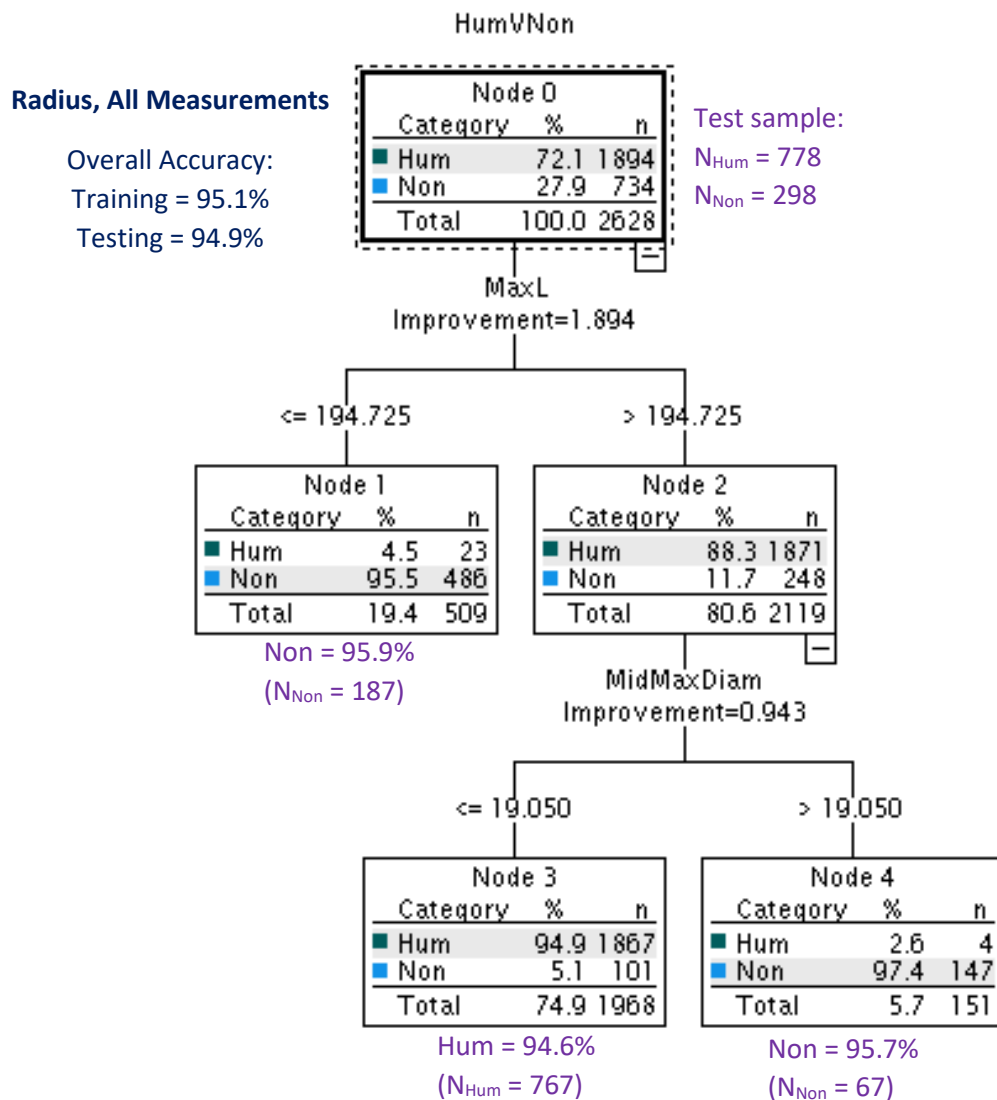 HumVNon
Radius, All Measurements
Overall Accuracy:
Training = 95.1%
Testing = 94.9%
Node 0
Category % n
Hum 72.1 1894
Non 27.9 734
Total 100.0 2628
Test sample:
NHum = 778
NNon = 298
MaxL
Improvement=1.894
<= 194.725
> 194.725
Node 1
Category % n
Hum 4.5 23
Non 95.5 486
Total 19.4 509
Non = 95.9%
(NNon = 187)
Node 2
Category % n
Hum 88.3 1871
Non 11.7 248
Total 80.6 2119
MidMaxDiam
Improvement=0.943
<= 19.050
> 19.050
Node 3
Category % n
Hum 94.9 1867
Non 5.1 101
Total 74.9 1968
Hum = 94.6%
(NHum = 767)
Node 4
Category % n
Hum 2.6 4
Non 97.4 147
Total 5.7 151
Non = 95.7%
(NNon = 67)